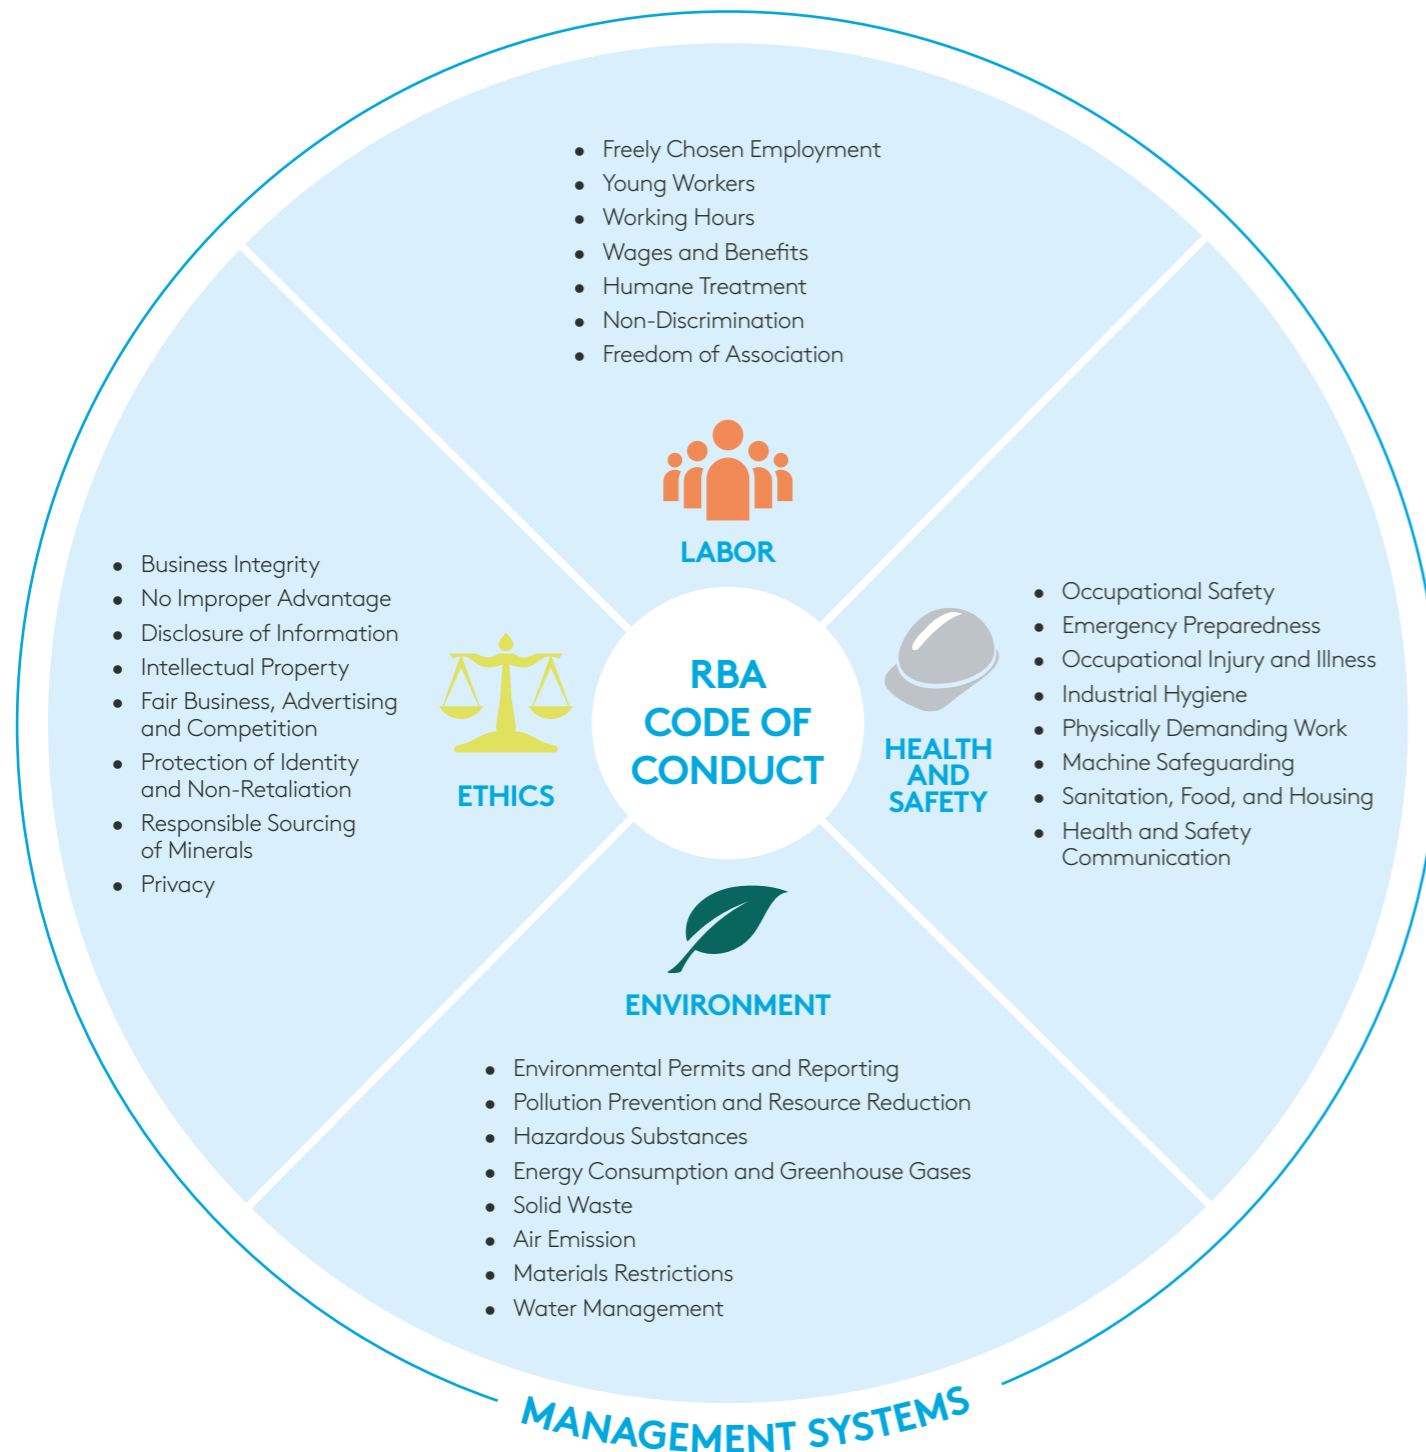 • Freely Chosen Employment
• Young Workers
• Working Hours
• Wages and Benefits
• Humane Treatment
• Non-Discrimination
• Freedom of Association
LABOR
• Business Integrity
• No Improper Advantage
• Disclosure of Information
• Intellectual Property
• Fair Business, Advertising
and Competition
• Protection of Identity
and Non-Retaliation
• Responsible Sourcing
of Minerals
• Privacy
ETHICS
RBA
CODE OF
CONDUCT
HEALTH
AND
SAFETY
• Occupational Safety
• Emergency Preparedness
• Occupational Injury and Illness
• Industrial Hygiene
• Physically Demanding Work
• Machine Safeguarding
• Sanitation, Food, and Housing
• Health and Safety
Communication
ENVIRONMENT
• Environmental Permits and Reporting
• Pollution Prevention and Resource Reduction
• Hazardous Substances
• Energy Consumption and Greenhouse Gases
• Solid Waste
• Air Emission
• Materials Restrictions
• Water Management
MANAGEMENT SYSTEMS